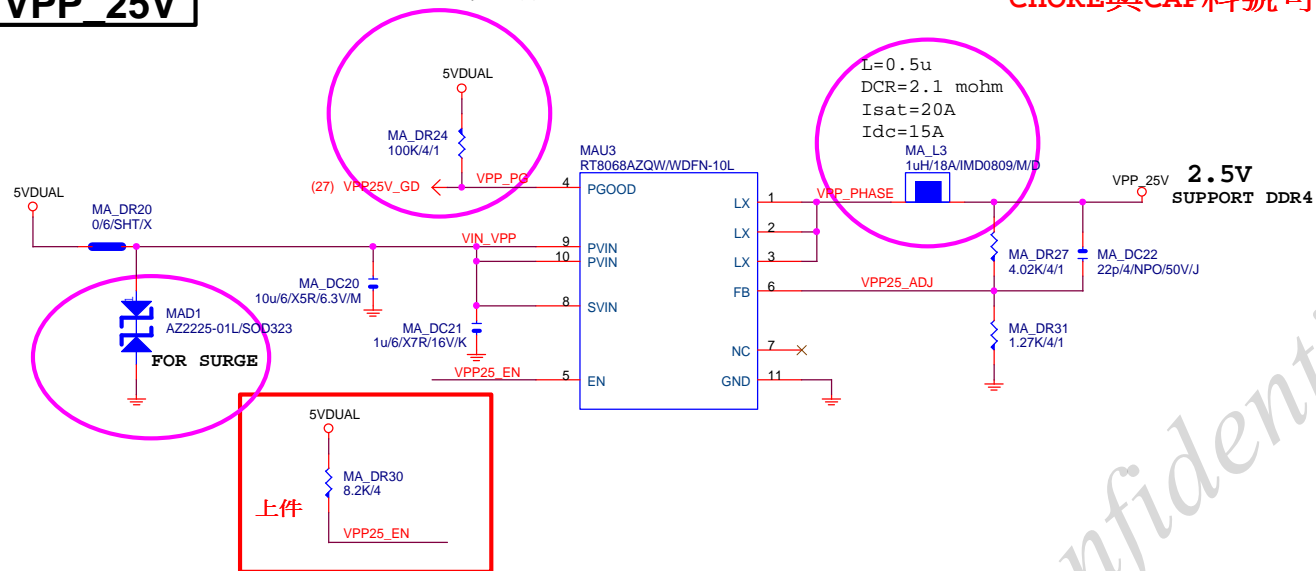 VPP_25V
CHOKE與CAP料號可
5VDUAL
MA_DR24
100K/4/1
(27) VPP25V_GD
VPP_PG
L=0.5u
DCR=2.1 mohm
Isat=20A
Idc=15A
MA_L3
1uH/18A/IMD0809/M/D
MAU3
RT8068AZQW/WDFN-10L
4 PGOOD
9 PVIN
10 PVIN
8 SVIN
5 EN
LX 1
LX 2
LX 3
FB 6
NC 7
GND 11
5VDUAL
MA_DR20
0/6/SHT/X
VIN_VPP
MA_DC20
10u/6/X5R/6.3V/M
MA_DC21
1u/6/X7R/16V/K
MAD1
AZ2225-01L/SOD323
FOR SURGE
VPP25_EN
VPP_PHASE
VPP_25V
2.5V
SUPPORT DDR4
MA_DR27
4.02K/4/1
MA_DC22
22p/4/NPO/50V/J
VPP25_ADJ
MA_DR31
1.27K/4/1
5VDUAL
MA_DR30
8.2K/4
上件
VPP25_EN